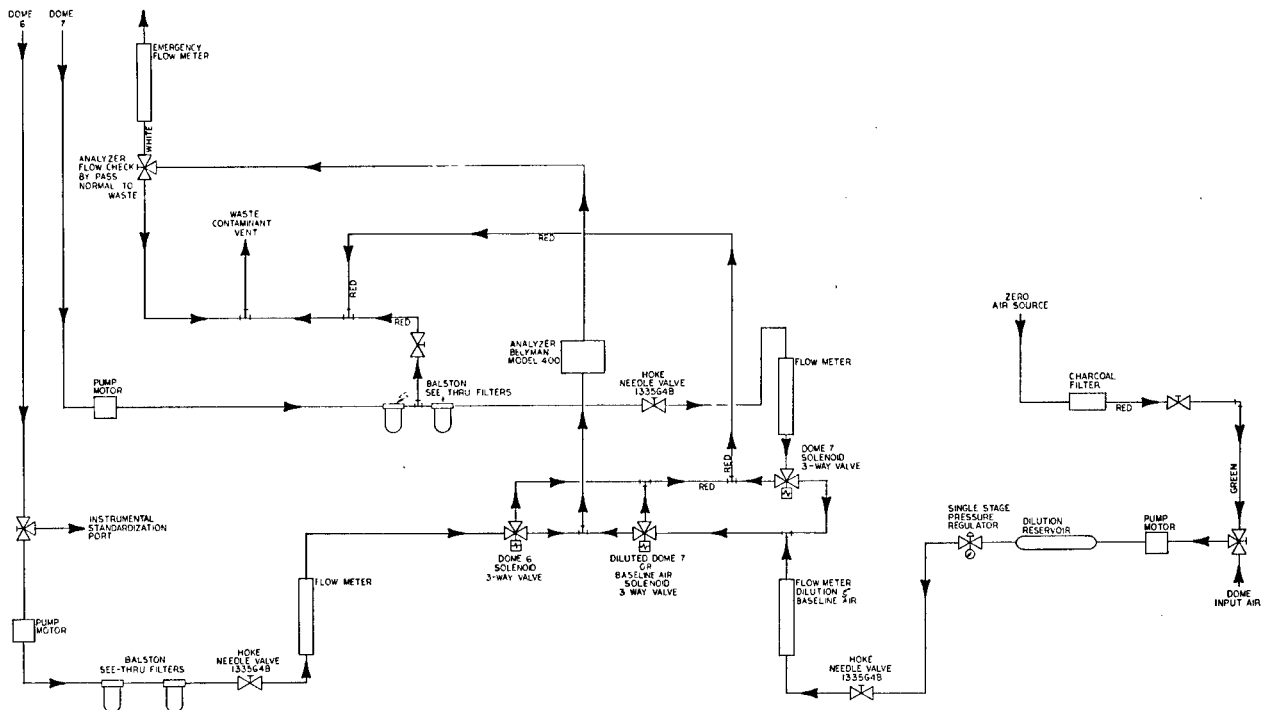 DOME
6
DOME
7
EMERGENCY
FLOW METER
WHITE
ANALYZER
FLOW CHECK
BY PASS
NORMAL TO
WASTE
WASTE
CONTAMINANT
VENT
RED
RED
RED
ZERO
AIR SOURCE
ANALYZER
BELYMAN
MODEL 400
FLOW METER
CHARCOAL
FILTER
RED
PUMP
MOTOR
BALSTON
SEE THRU FILTERS
HOKE
NEEDLE VALVE
1335G4B
GREEN
DOME 7
SOLENOID
3-WAY VALVE
RED
RED
INSTRUMENTAL
STANDARDIZATION
PORT
SINGLE STAGE
PRESSURE
REGULATOR
DILUTION
RESERVOIR
PUMP
MOTOR
DOME 6
SOLENOID
3-WAY VALVE
DILUTED DOME 7
OR
BASELINE AIR
SOLENOID
3 WAY VALVE
FLOW METER
FLOW METER
DILUTION &
BASELINE AIR
DOME
INPUT AIR
PUMP
MOTOR
BALSTON
SEE-THRU FILTERS
HOKE
NEEDLE VALVE
1335G4B
HOKE
NEEDLE VALVE
1335G4B